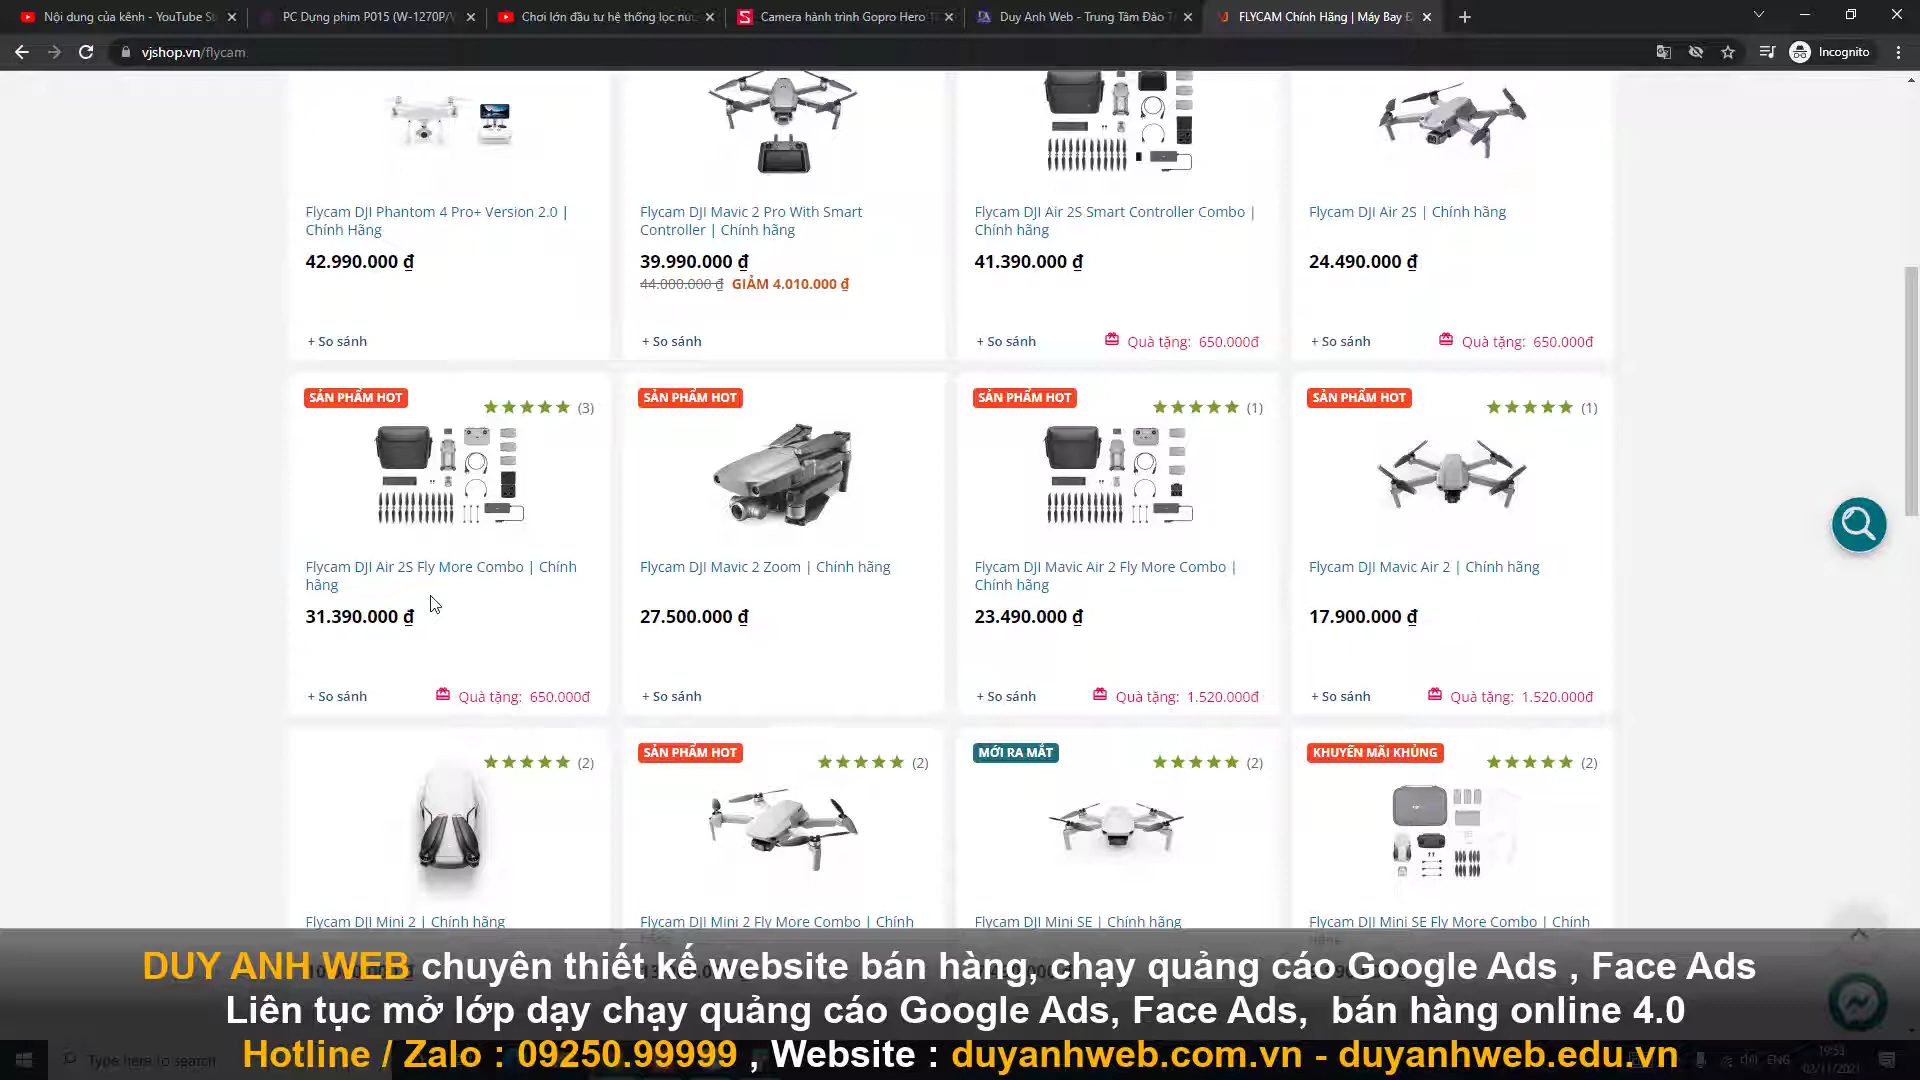 Nội dung của kênh - YouTube St
PC Dựng phim P015 (W-1270P/V
Chơi lớn đầu tư hệ thống lọc nướ
Camera hành trình Gopro Hero
Duy Anh Web - Trung Tâm Đào T
FLYCAM Chính Hãng | Máy Bay Đ
vjshop.vn/flycam
Incognito
Flycam DJI Phantom 4 Pro+ Version 2.0 |
Chính Hãng
42.990.000 ₫
+ So sánh
Flycam DJI Mavic 2 Pro With Smart
Controller | Chính hãng
39.990.000 ₫
44.000.000 ₫ GIẢM 4.010.000 ₫
+ So sánh
Flycam DJI Air 2S Smart Controller Combo |
Chính hãng
41.390.000 ₫
+ So sánh
Quà tặng: 650.000đ
Flycam DJI Air 2S | Chính hãng
24.490.000 ₫
+ So sánh
Quà tặng: 650.000đ
SẢN PHẨM HOT
(3)
Flycam DJI Air 2S Fly More Combo | Chính
hãng
31.390.000 ₫
+ So sánh
Quà tặng: 650.000đ
SẢN PHẨM HOT
Flycam DJI Mavic 2 Zoom | Chính hãng
27.500.000 ₫
+ So sánh
SẢN PHẨM HOT
(1)
Flycam DJI Mavic Air 2 Fly More Combo |
Chính hãng
23.490.000 ₫
+ So sánh
Quà tặng: 1.520.000đ
SẢN PHẨM HOT
(1)
Flycam DJI Mavic Air 2 | Chính hãng
17.900.000 ₫
+ So sánh
Quà tặng: 1.520.000đ
(2)
Flycam DJI Mini 2 | Chính hãng
SẢN PHẨM HOT
(2)
Flycam DJI Mini 2 Fly More Combo | Chính
MỚI RA MẮT
(2)
Flycam DJI Mini SE | Chính hãng
KHUYẾN MÃI KHỦNG
(2)
Flycam DJI Mini SE Fly More Combo | Chính
hãng
DUY ANH WEB chuyên thiết kế website bán hàng, chạy quảng cáo Google Ads , Face Ads
Liên tục mở lớp dạy chạy quảng cáo Google Ads, Face Ads, bán hàng online 4.0
Hotline / Zalo : 09250.99999 , Website : duyanhweb.com.vn - duyanhweb.edu.vn
Type here to search
ENG
19:53
02/11/2021